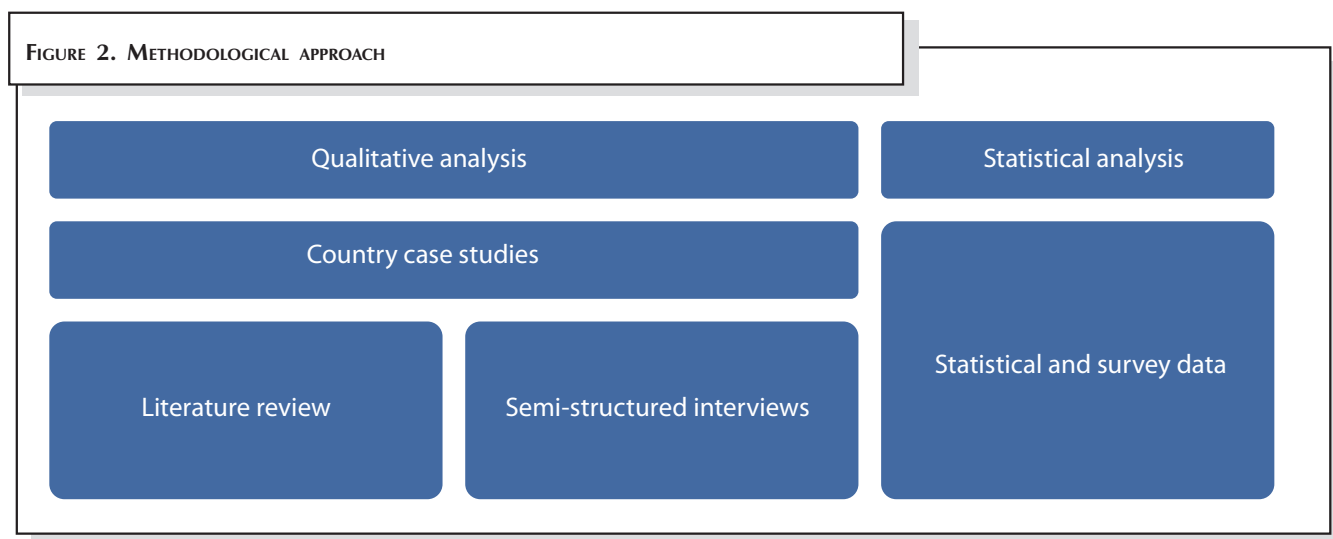 FIGURE 2. METHODOLOGICAL APPROACH
Qualitative analysis
Statistical analysis
Country case studies
Statistical and survey data
Literature review
Semi-structured interviews